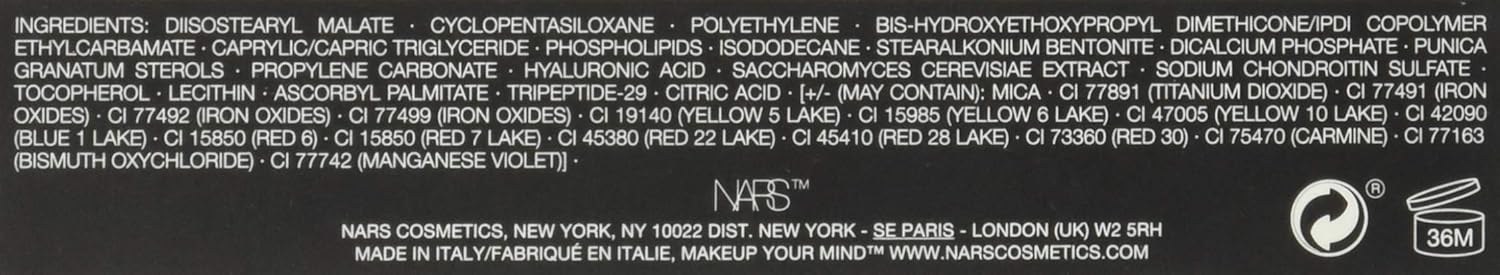 INGREDIENTS: DIISOSTEARYL MALATE · CYCLOPENTASILOXANE · POLYETHYLENE · BIS-HYDROXYETHOXYPROPYL DIMETHICONE/IPDI COPOLYMER
ETHYLCARBAMATE · CAPRYLIC/CAPRIC TRIGLYCERIDE · PHOSPHOLIPIDS · ISODODECANE · STEARALKONIUM BENTONITE · DICALCIUM PHOSPHATE · PUNICA
GRANATUM STEROLS · PROPYLENE CARBONATE · HYALURONIC ACID · SACCHAROMYCES CEREVISIAE EXTRACT · SODIUM CHONDROITIN SULFATE ·
TOCOPHEROL · LECITHIN · ASCORBYL PALMITATE · TRIPEPTIDE-29 · CITRIC ACID · [+/- (MAY CONTAIN): MICA · CI 77891 (TITANIUM DIOXIDE) · CI 77491 (IRON
OXIDES) · CI 77492 (IRON OXIDES) · CI 77499 (IRON OXIDES) · CI 19140 (YELLOW 5 LAKE) · CI 15985 (YELLOW 6 LAKE) · CI 47005 (YELLOW 10 LAKE) · CI 42090
(BLUE 1 LAKE) · CI 15850 (RED 6) · CI 15850 (RED 7 LAKE) · CI 45380 (RED 22 LAKE) · CI 45410 (RED 28 LAKE) · CI 73360 (RED 30) · CI 75470 (CARMINE) · CI 77163
(BISMUTH OXYCHLORIDE) · CI 77742 (MANGANESE VIOLET)] ·
NARS™
NARS COSMETICS, NEW YORK, NY 10022 DIST. NEW YORK - SE PARIS - LONDON (UK) W2 5RH
MADE IN ITALY/FABRIQUÉ EN ITALIE, MAKEUP YOUR MIND™ WWW.NARSCOSMETICS.COM
®
36M